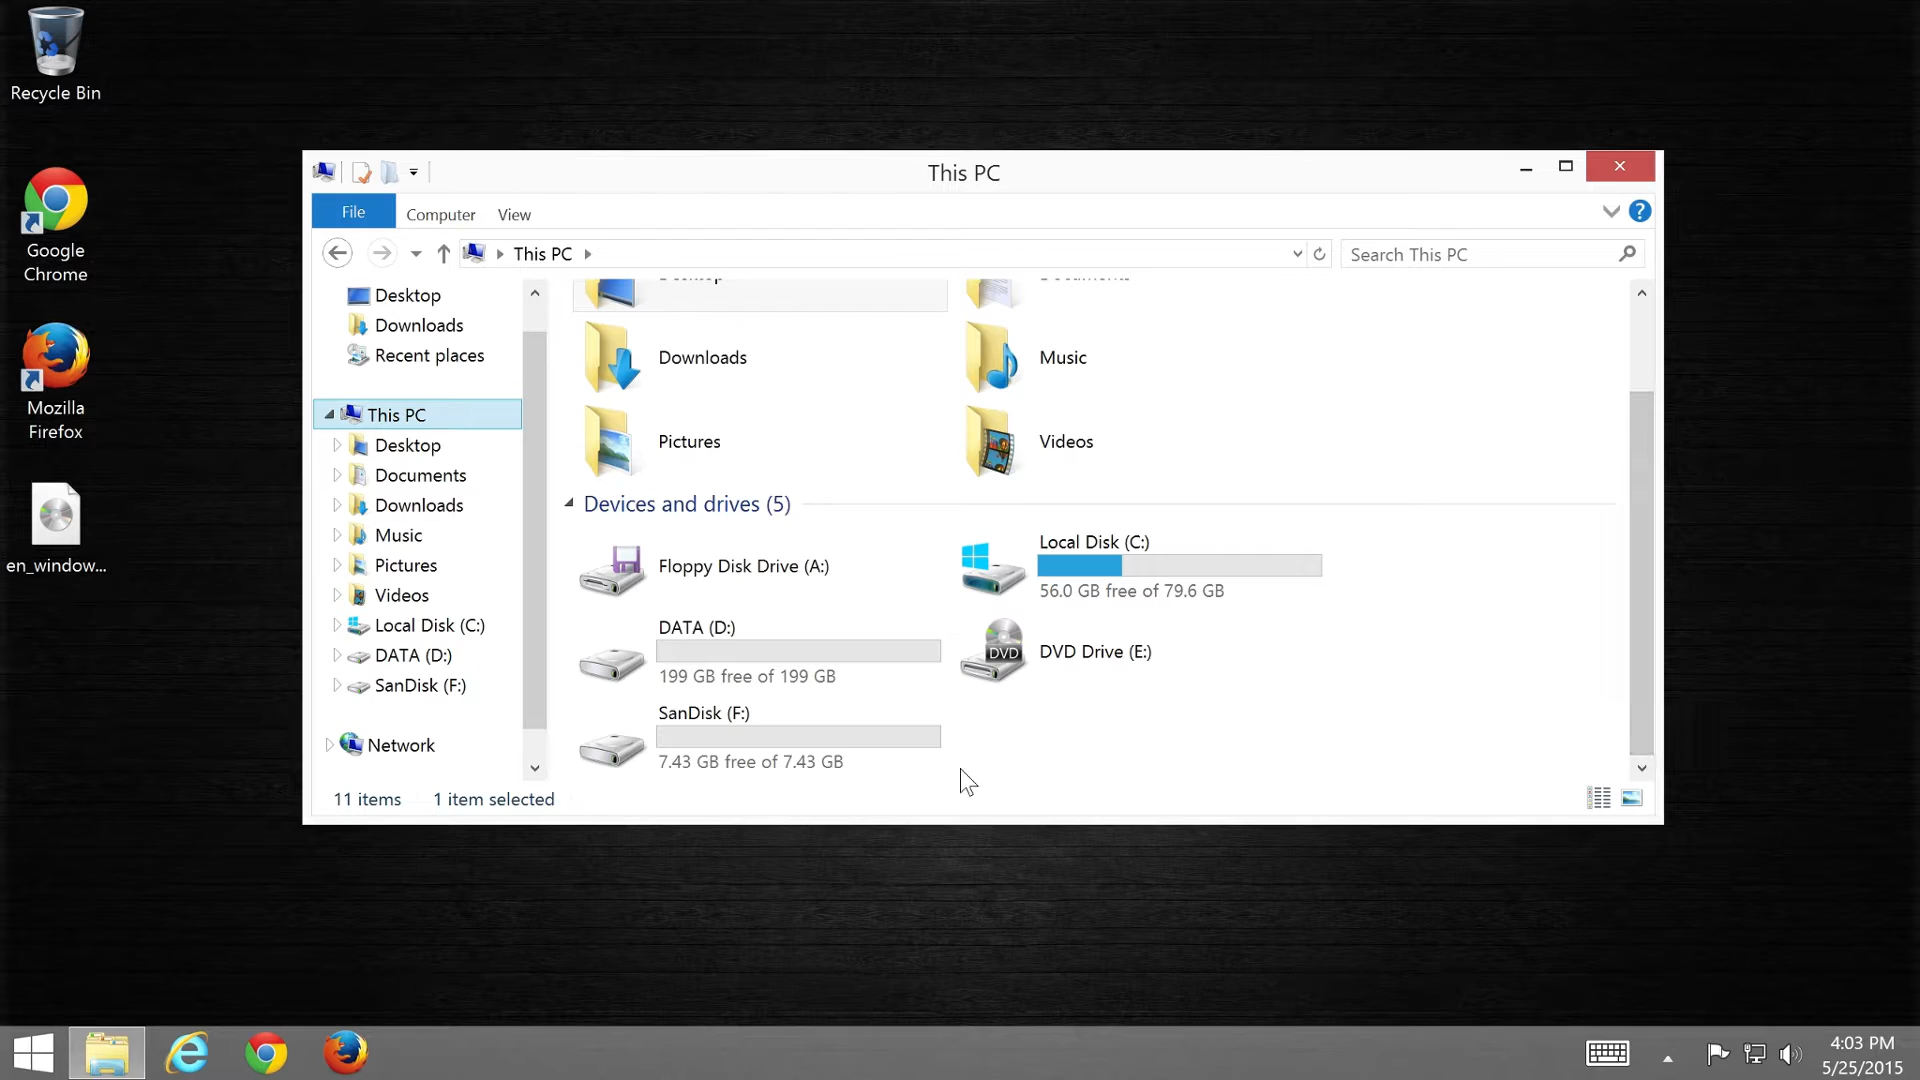 Recycle Bin
Google
Chrome
Mozilla
Firefox
en_window...
This PC
File
Computer
View
This PC
Search This PC
Desktop
Downloads
Recent places
This PC
Desktop
Documents
Downloads
Music
Pictures
Videos
Local Disk (C:)
DATA (D:)
SanDisk (F:)
Network
Desktop
Documents
Downloads
Music
Pictures
Videos
Devices and drives (5)
Floppy Disk Drive (A:)
Local Disk (C:)
56.0 GB free of 79.6 GB
DATA (D:)
199 GB free of 199 GB
DVD
DVD Drive (E:)
SanDisk (F:)
7.43 GB free of 7.43 GB
11 items
1 item selected
4:03 PM
5/25/2015